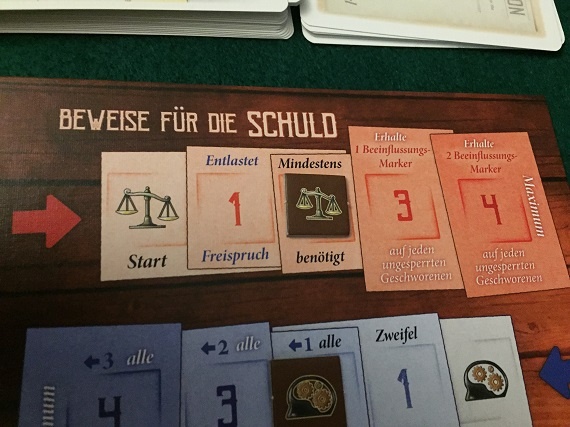 BEWEISE FÜR DIE SCHULD
Start
Entlastet
1
Freispruch
Mindestens
benötigt
Erhalte
1 Beeinflussungs-
Marker
3
auf jeden
ungesperrten
Geschworenen
Erhalte
2 Beeinflussungs-
Marker
4
Maximum
auf jeden
ungesperrten
Geschworenen
3 alle
4
2 alle
3
1 alle
Zweifel
1